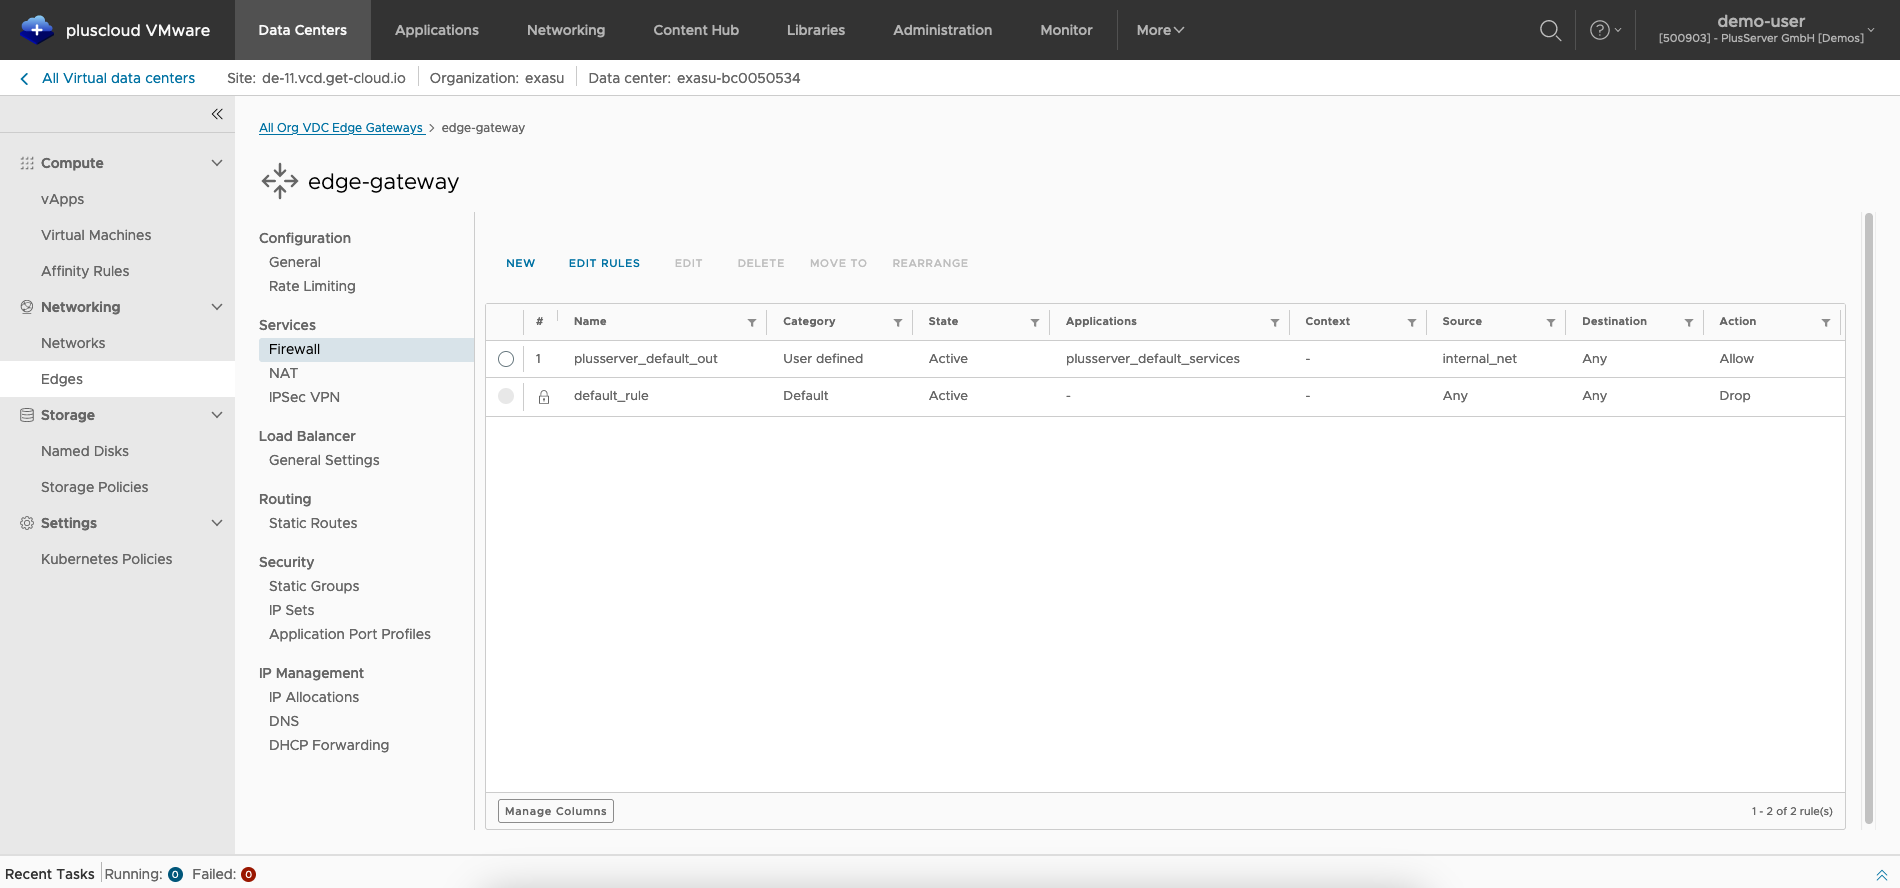 pluscloud VMware
Data Centers
Applications
Networking
Content Hub
Libraries
Administration
Monitor
More
demo-user
[500903] - PlusServer GmbH [Demos]
All Virtual data centers
Site: de-11.vcd.get-cloud.io
Organization: exasu
Data center: exasu-bc0050534
Compute
vApps
Virtual Machines
Affinity Rules
Networking
Networks
Edges
Storage
Named Disks
Storage Policies
Settings
Kubernetes Policies
All Org VDC Edge Gateways > edge-gateway
edge-gateway
Configuration
General
Rate Limiting
Services
Firewall
NAT
IPSec VPN
Load Balancer
General Settings
Routing
Static Routes
Security
Static Groups
IP Sets
Application Port Profiles
IP Management
IP Allocations
DNS
DHCP Forwarding
NEW EDIT RULES EDIT DELETE MOVE TO REARRANGE
# Name Category State Applications Context Source Destination Action
1 plusserver_default_out User defined Active plusserver_default_services - internal_net Any Allow
default_rule Default Active - - Any Any Drop
Manage Columns
1 - 2 of 2 rule(s)
Recent Tasks Running: 0 Failed: 0